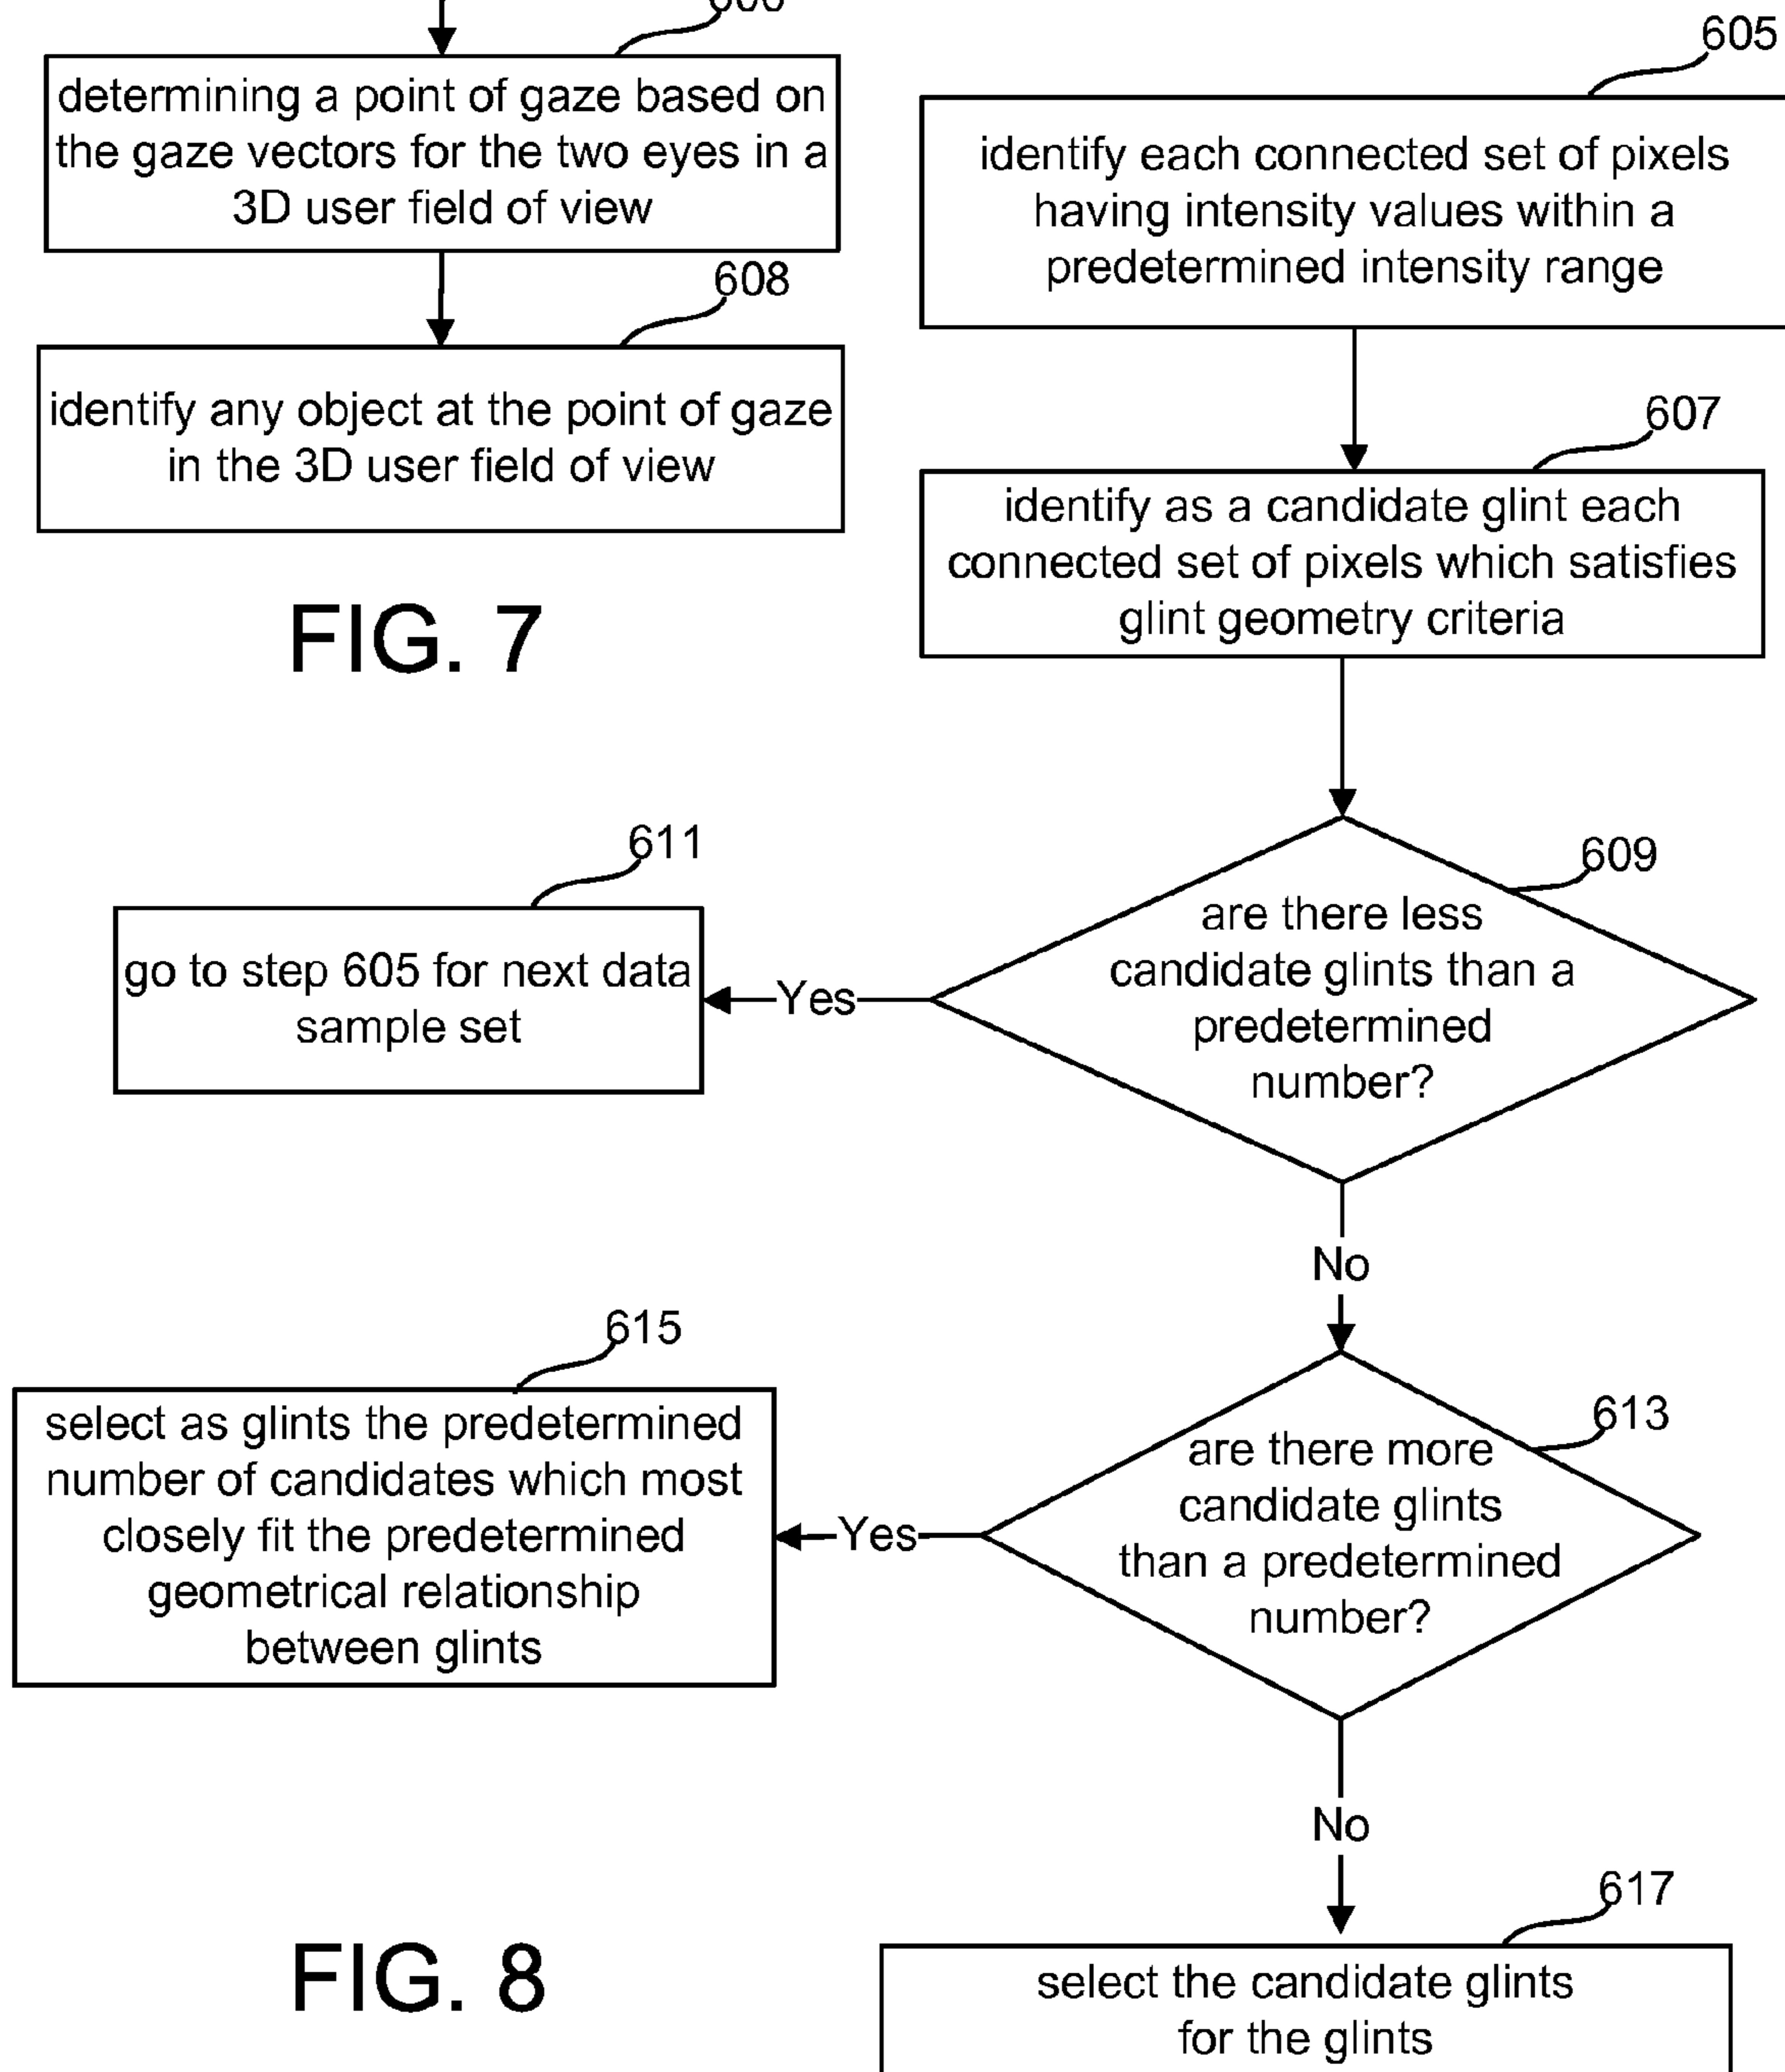 determining a point of gaze based on
the gaze vectors for the two eyes in a
3D user field of view
608
identify any object at the point of gaze
in the 3D user field of view
FIG. 7
605
identify each connected set of pixels
having intensity values within a
predetermined intensity range
607
identify as a candidate glint each
connected set of pixels which satisfies
glint geometry criteria
609
are there less
candidate glints than a
predetermined
number?
Yes
611
go to step 605 for next data
sample set
No
613
are there more
candidate glints
than a predetermined
number?
Yes
615
select as glints the predetermined
number of candidates which most
closely fit the predetermined
geometrical relationship
between glints
No
617
select the candidate glints
for the glints
FIG. 8